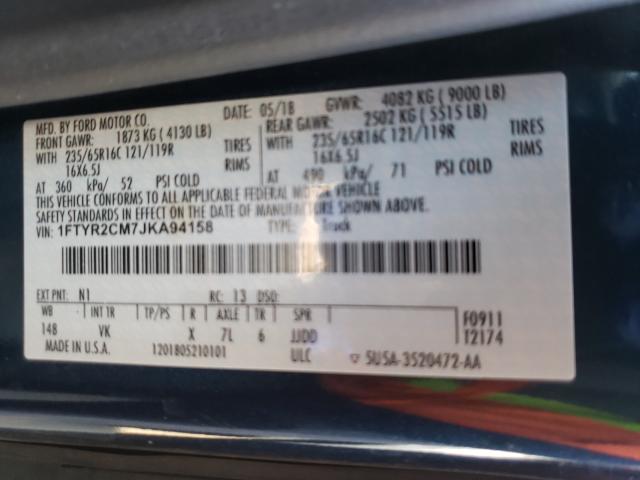 MFD. BY FORD MOTOR CO. DATE: 05/18 GVWR: 4082 KG ( 9000 LB)
FRONT GAWR: 1873 KG ( 4130 LB) REAR GAWR: 2502 KG ( 5515 LB)
WITH 235/65R16C 121/119R TIRES WITH 235/65R16C 121/119R TIRES
16X6.5J RIMS 16X6.5J RIMS
AT 360 kPa/ 52 PSI COLD AT 490 kPa/ 71 PSI COLD
THIS VEHICLE CONFORMS TO ALL APPLICABLE FEDERAL MOTOR VEHICLE
SAFETY STANDARDS IN EFFECT ON THE DATE OF MANUFACTURE SHOWN ABOVE.
VIN: 1FTYR2CM7JKA94158 TYPE: Truck
EXT PNT: N1 RC: 13 DSO:
WB INT TR TP/PS R AXLE TR SPR F0911
148 VK X 7L 6 JJDD T2174
MADE IN U.S.A. 1201805210101 ULC 5U5A-3520472-AA